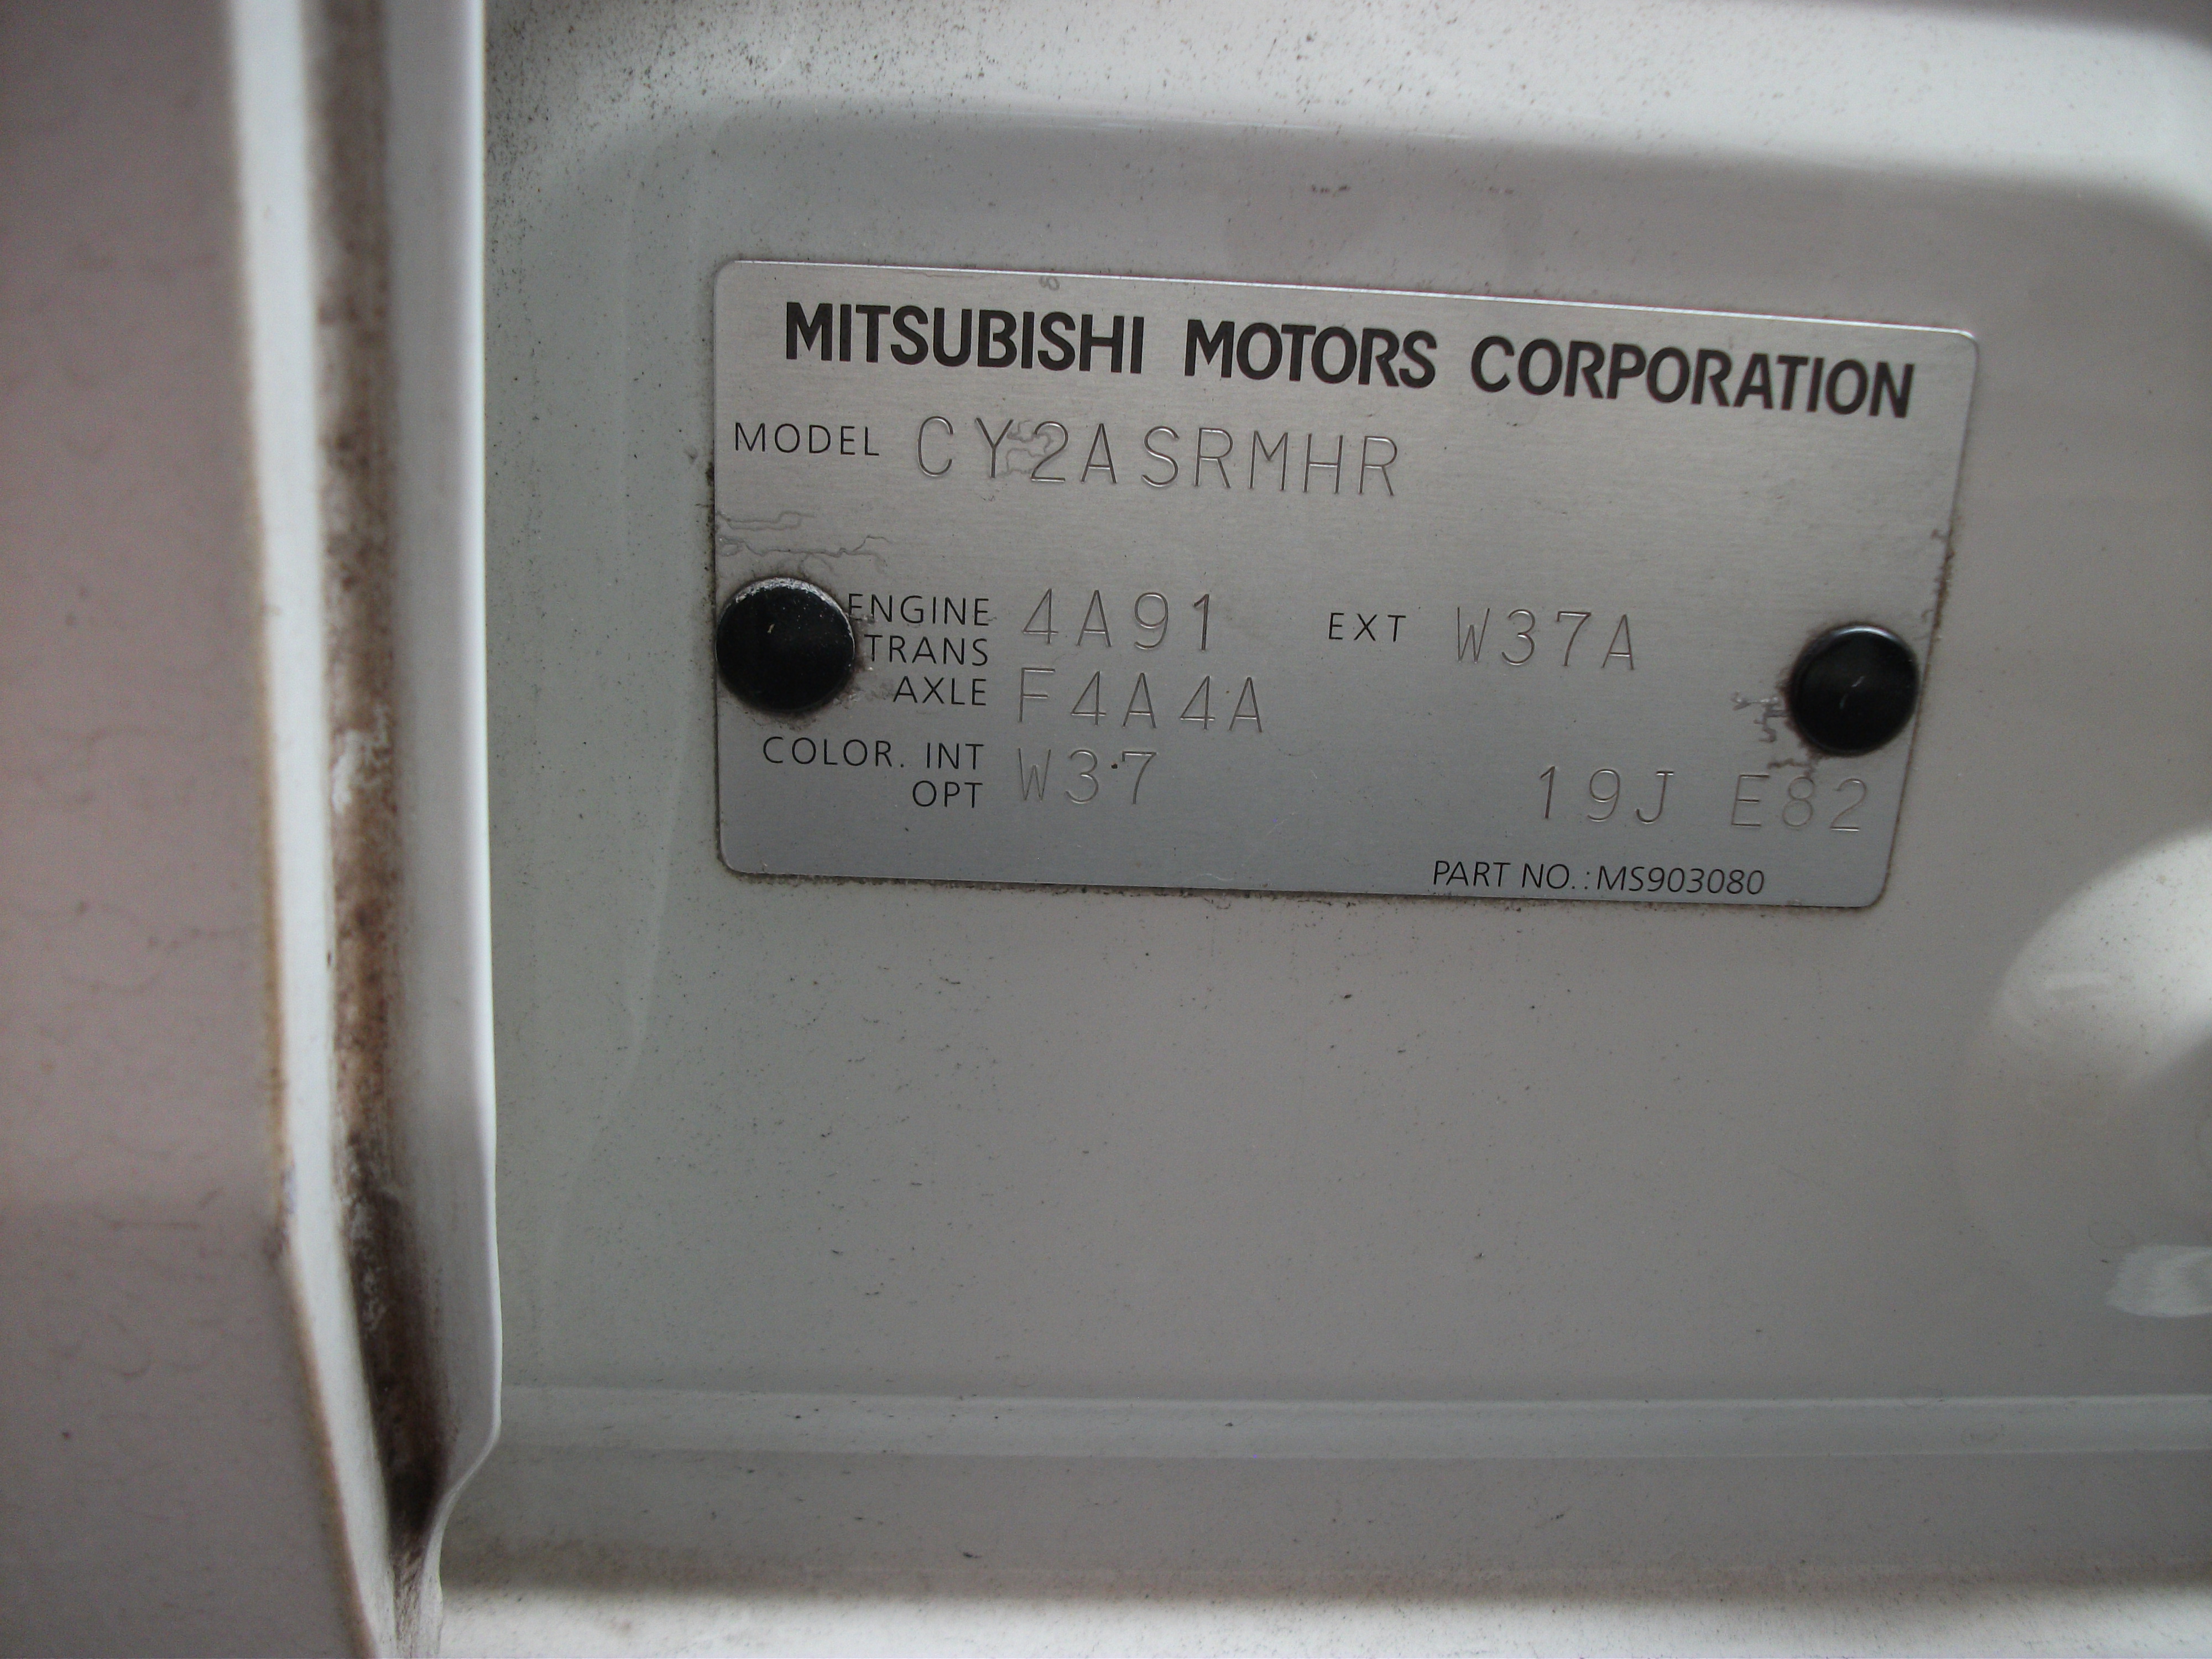 MITSUBISHI MOTORS CORPORATION
MODEL CY2ASRMHR
ENGINE 4A91 EXT W37A
TRANS
AXLE F4A4A
COLOR. INT W37
OPT 19J E82
PART NO.:MS903080